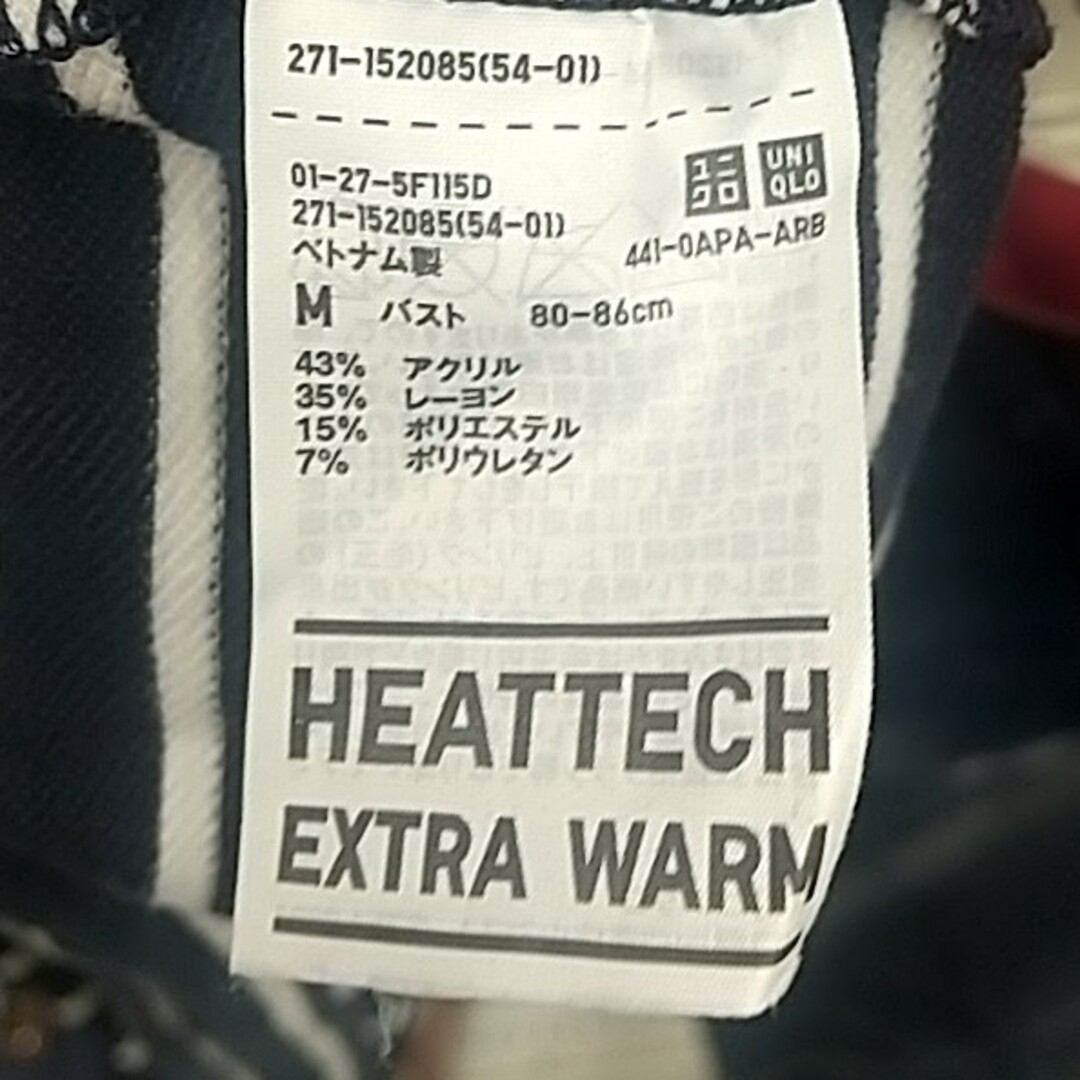 271-152085(54-01)
01-27-5F115D
271-152085(54-01)
ベトナム製
ユニクロ
UNIQLO
441-0APA-ARB
M バスト 80-86cm
43% アクリル
35% レーヨン
15% ポリエステル
7% ポリウレタン
HEATTECH
EXTRA WARM